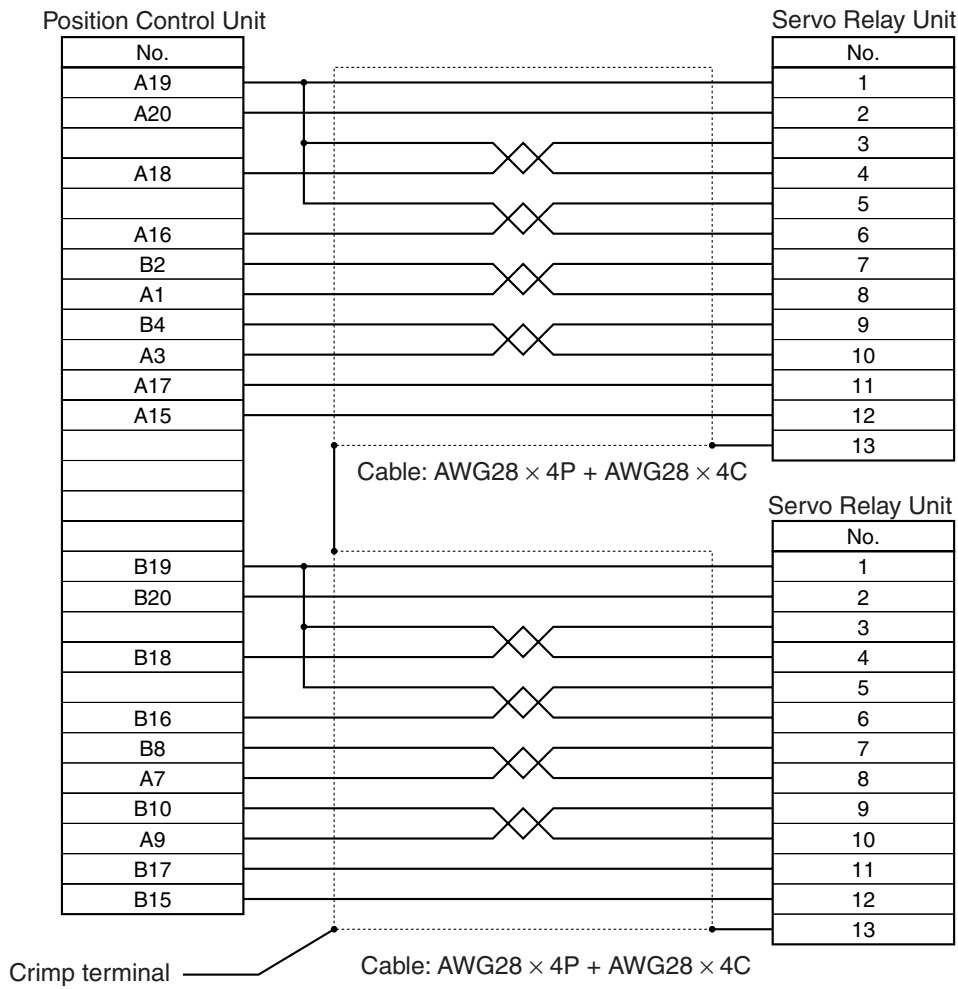 Position Control Unit
No.
A19
A20
A18
A16
B2
A1
B4
A3
A17
A15
B19
B20
B18
B16
B8
A7
B10
A9
B17
B15
Servo Relay Unit
No.
1
2
3
4
5
6
7
8
9
10
11
12
13
Cable: AWG28 × 4P + AWG28 × 4C
Servo Relay Unit
No.
1
2
3
4
5
6
7
8
9
10
11
12
13
Crimp terminal
Cable: AWG28 × 4P + AWG28 × 4C